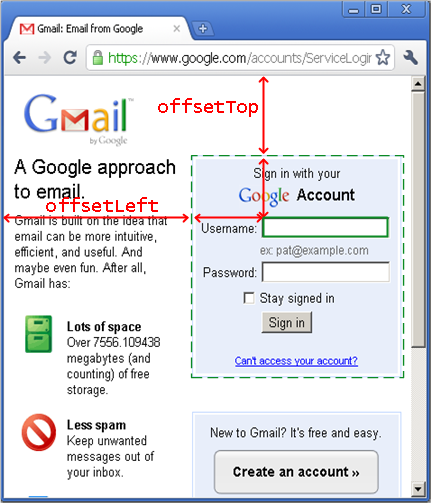 Gmail: Email from Google
https://www.google.com/accounts/ServiceLogin
offsetTop
Gmail™
by Google
A Google approach
to email.
offsetLeft
Gmail is built on the idea that
email can be more intuitive,
efficient, and useful. And
maybe even fun. After all,
Gmail has:
Lots of space
Over 7556.109438
megabytes (and
counting) of free
storage.
Less spam
Keep unwanted
messages out of
your inbox.
Sign in with your
Google Account
Username:
ex: pat@example.com
Password:
Stay signed in
Sign in
Can't access your account?
New to Gmail? It's free and easy.
Create an account »